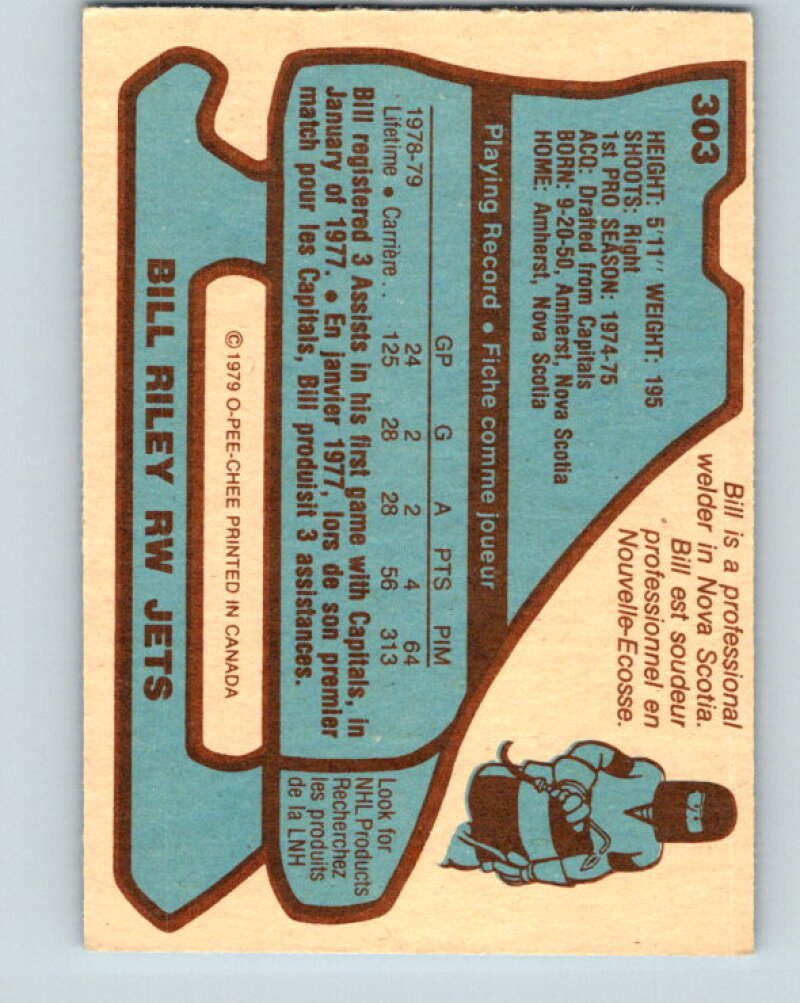 303
HEIGHT: 5'11" WEIGHT: 195
SHOOTS: Right
1st PRO SEASON: 1974-75
ACQ: Drafted from Capitals
BORN: 9-20-50, Amherst, Nova Scotia
HOME: Amherst, Nova Scotia
Bill is a professional
welder in Nova Scotia.
Bill est soudeur
professionnel en
Nouvelle-Ecosse.
Playing Record • Fiche comme joueur
GP G A PTS PIM
1978-79 24 2 2 4 64
Lifetime • Carrière . . 125 28 28 56 313
Bill registered 3 Assists in his first game with Capitals, in
January of 1977. • En janvier 1977, lors de son premier
match pour les Capitals, Bill produisit 3 assistances.
Look for
NHL Products
Recherchez
les produits
de la LNH
© 1979 O-PEE-CHEE PRINTED IN CANADA
BILL RILEY RW JETS